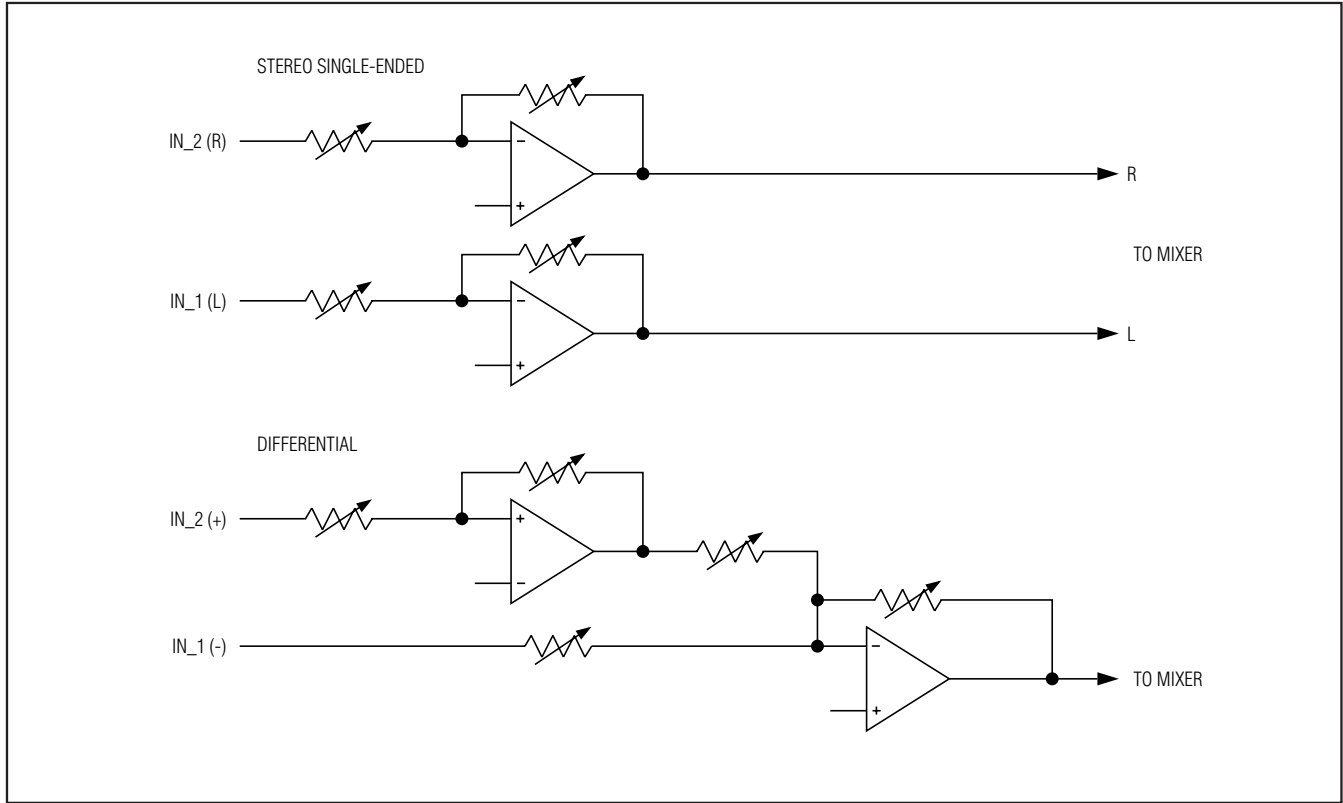 STEREO SINGLE-ENDED
IN_2 (R)
−
+
R
TO MIXER
IN_1 (L)
−
+
L
DIFFERENTIAL
IN_2 (+)
+
−
IN_1 (-)
−
+
TO MIXER